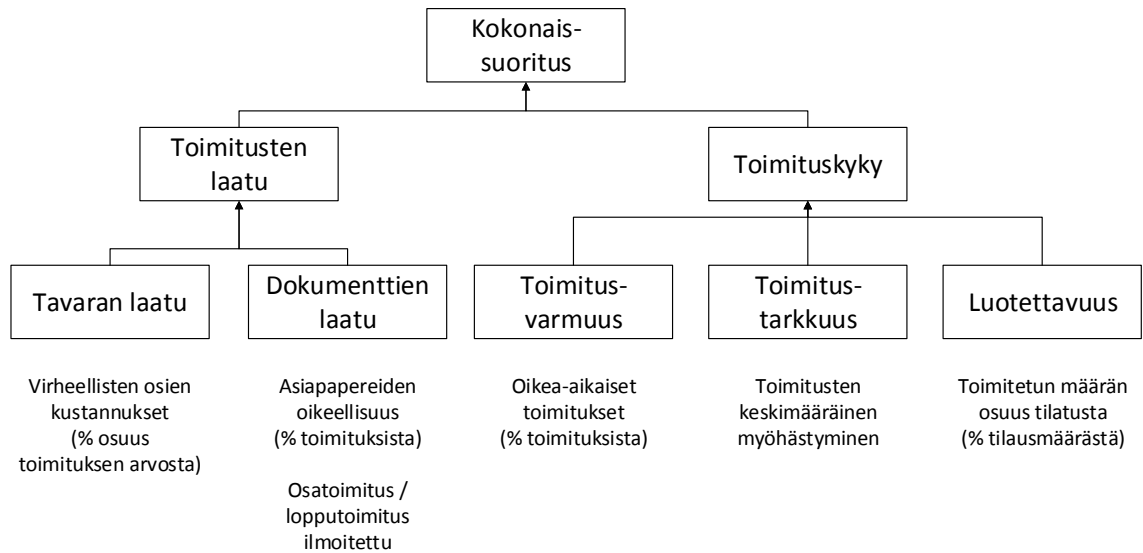 Kokonais-
suoritus
Toimitusten
laatu
Toimituskyky
Tavaran laatu
Dokumenttien
laatu
Toimitus-
varmuus
Toimitus-
tarkkuus
Luotettavuus
Virheellisten osien
kustannukset
(% osuus
toimituksen arvosta)
Asiapapereiden
oikeellisuus
(% toimituksista)
Osatoimitus /
lopputoimitus
ilmoitettu
Oikea-aikaiset
toimitukset
(% toimituksista)
Toimitusten
keskimääräinen
myöhästyminen
Toimitetun määrän
osuus tilatusta
(% tilausmäärästä)